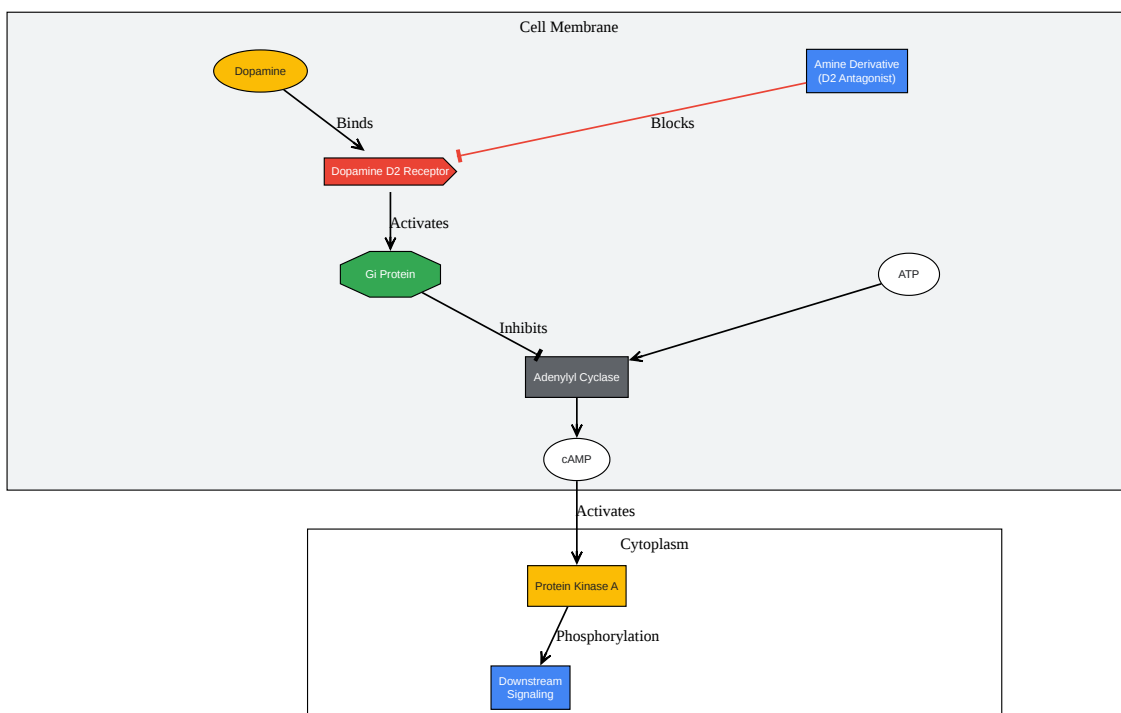 Cell Membrane
Dopamine
Amine Derivative
(D2 Antagonist)
Binds
Blocks
Dopamine D2 Receptor
Activates
Gi Protein
ATP
Inhibits
Adenylyl Cyclase
cAMP
Activates
Cytoplasm
Protein Kinase A
Phosphorylation
Downstream
Signaling